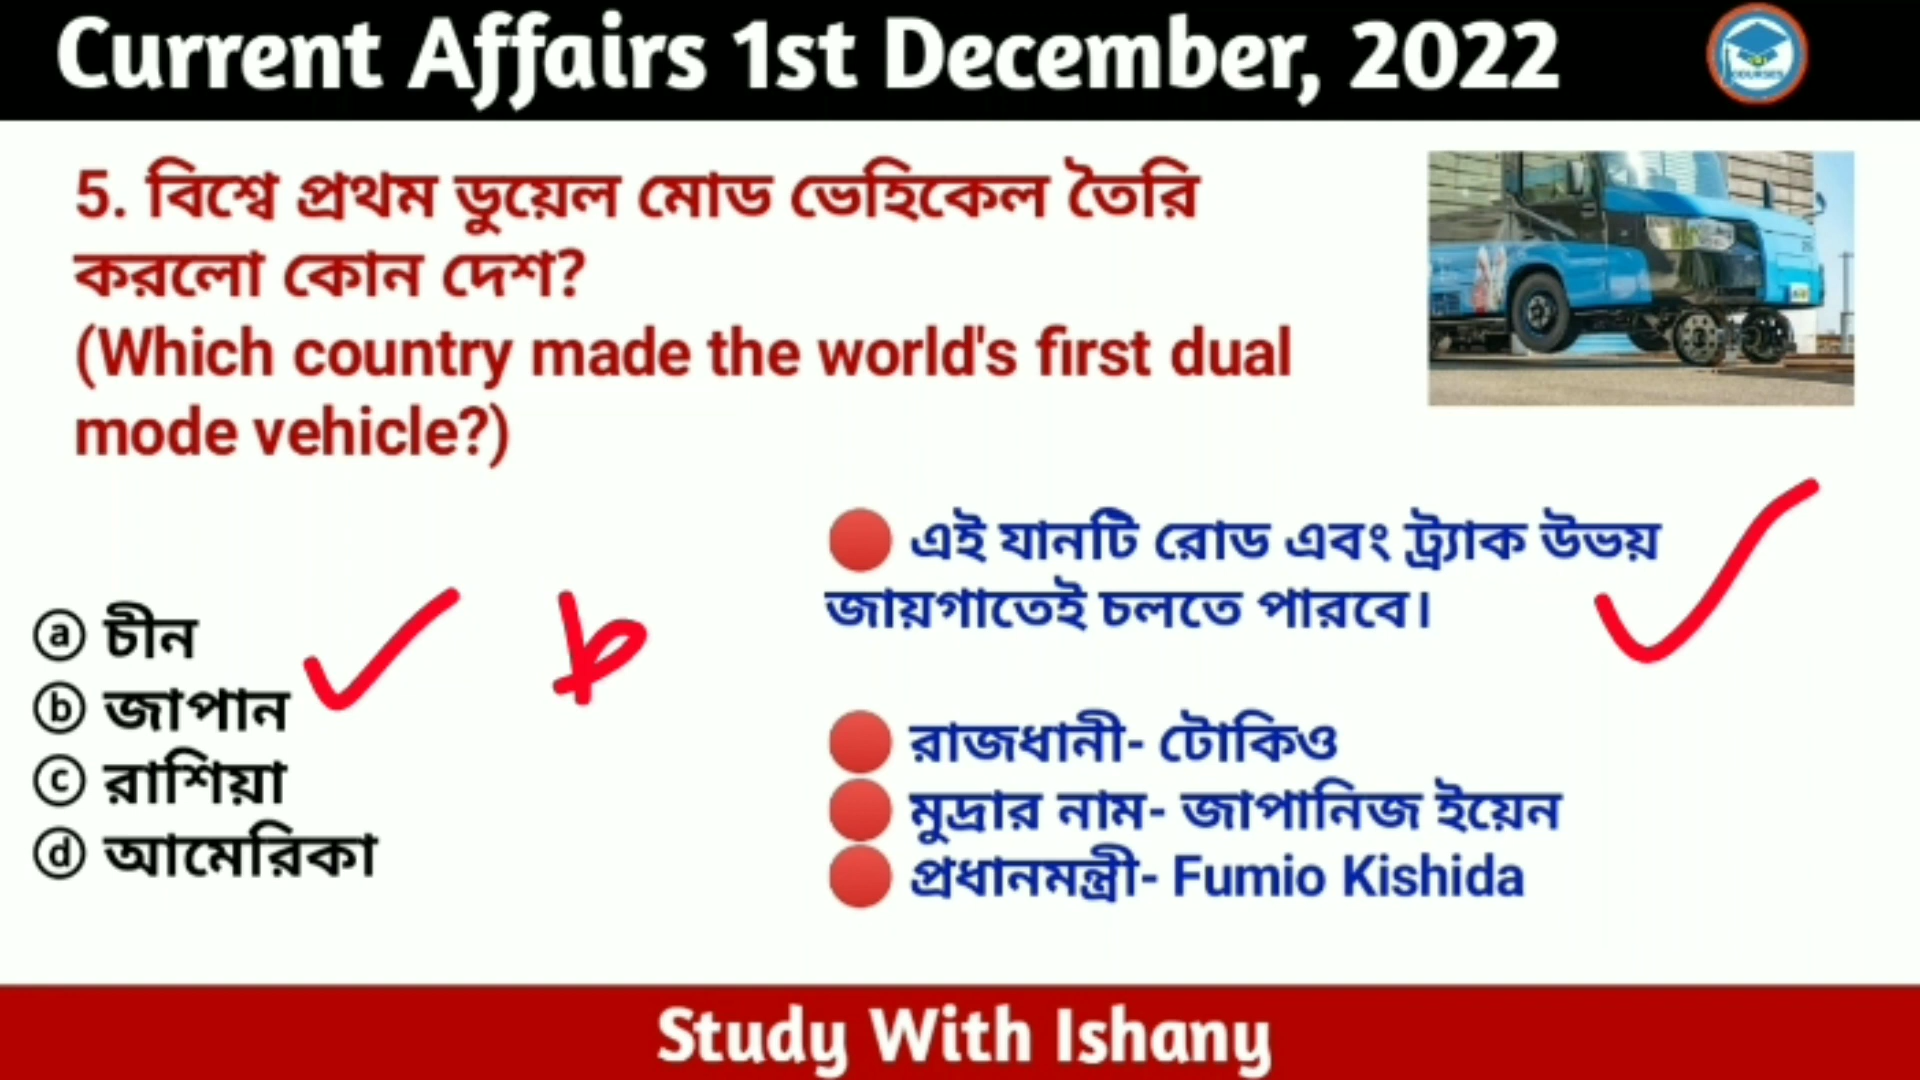 Current Affairs 1st December, 2022
COURSES
5. বিশ্বে প্রথম ডুয়েল মোড ভেহিকেল তৈরি
করলো কোন দেশ?
(Which country made the world's first dual
mode vehicle?)
ⓐ চীন
ⓑ জাপান
ⓒ রাশিয়া
ⓓ আমেরিকা
b
এই যানটি রোড এবং ট্র্যাক উভয়
জায়গাতেই চলতে পারবে।
রাজধানী- টোকিও
মুদ্রার নাম- জাপানিজ ইয়েন
প্রধানমন্ত্রী- Fumio Kishida
Study With Ishany